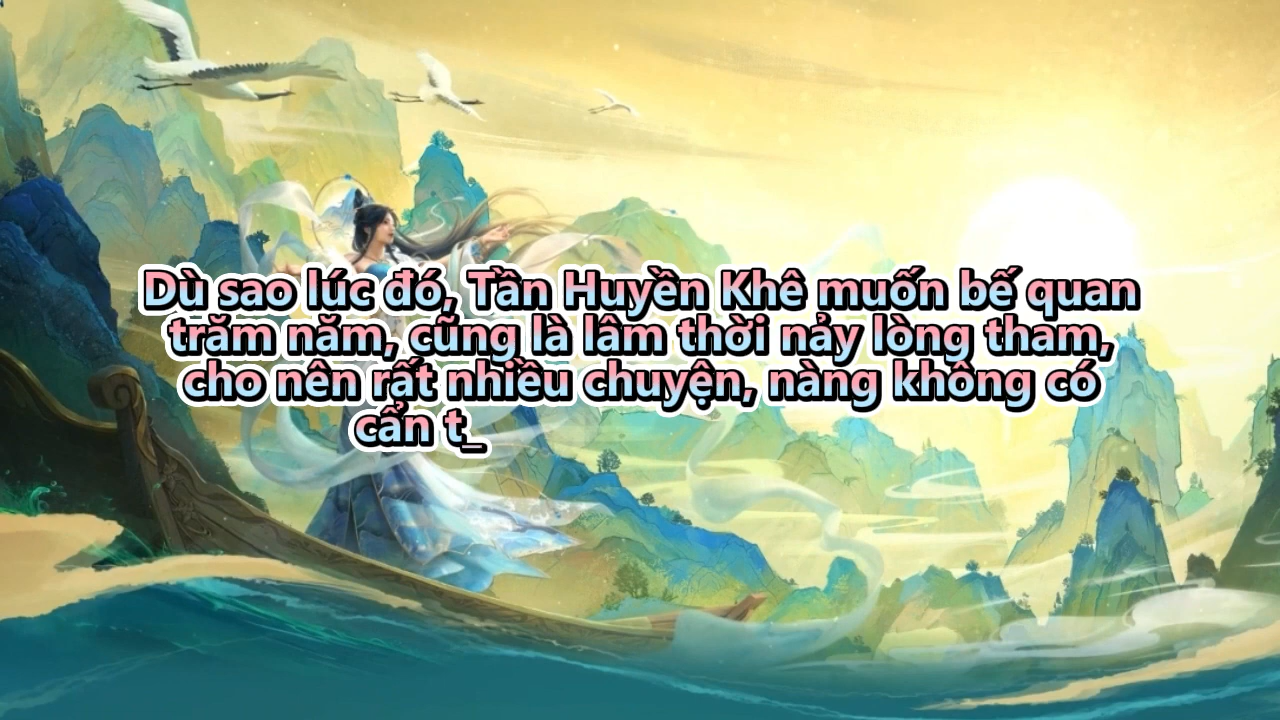 Dù sao lúc đó, Tần Huyền Khê muốn bế quan
trăm năm, cũng là lâm thời nảy lòng tham,
cho nên rất nhiều chuyện, nàng không có
cẩn t_